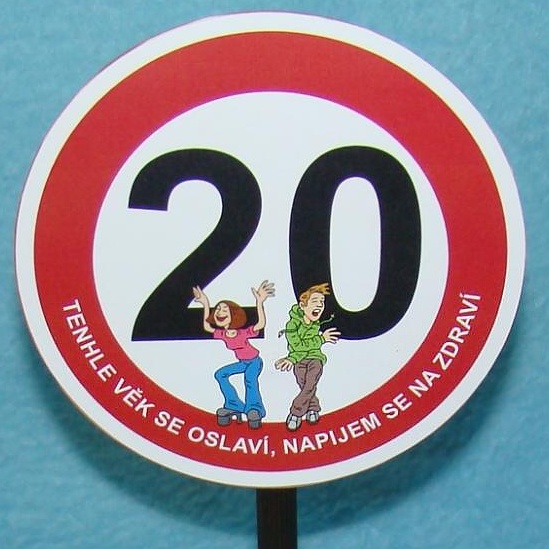 20
TENHLE VĚK SE OSLAVÍ, NAPIJEM SE NA ZDRAVÍ